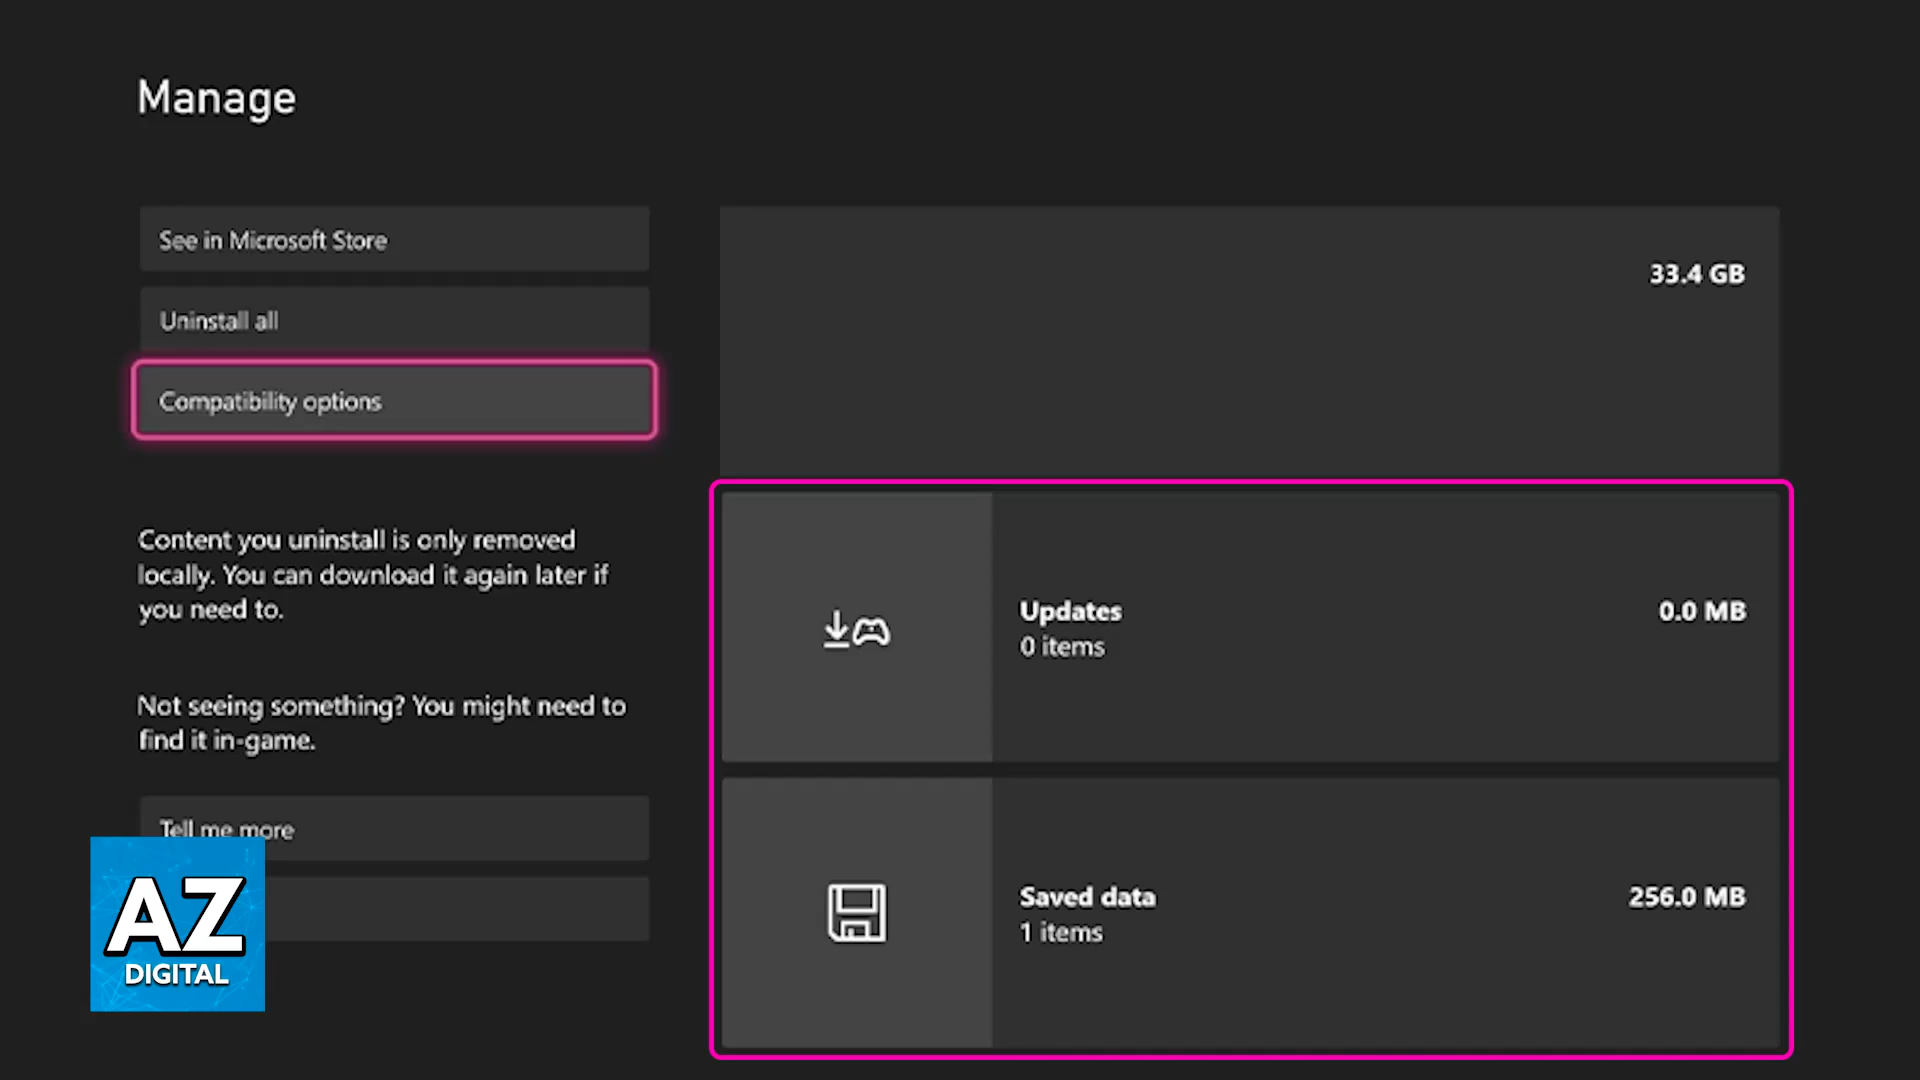 Manage
See in Microsoft Store
Uninstall all
Compatibility options
Content you uninstall is only removed
locally. You can download it again later if
you need to.
Not seeing something? You might need to
find it in-game.
Tell me more
33.4 GB
Updates
0 items
0.0 MB
Saved data
1 items
256.0 MB
AZ
DIGITAL